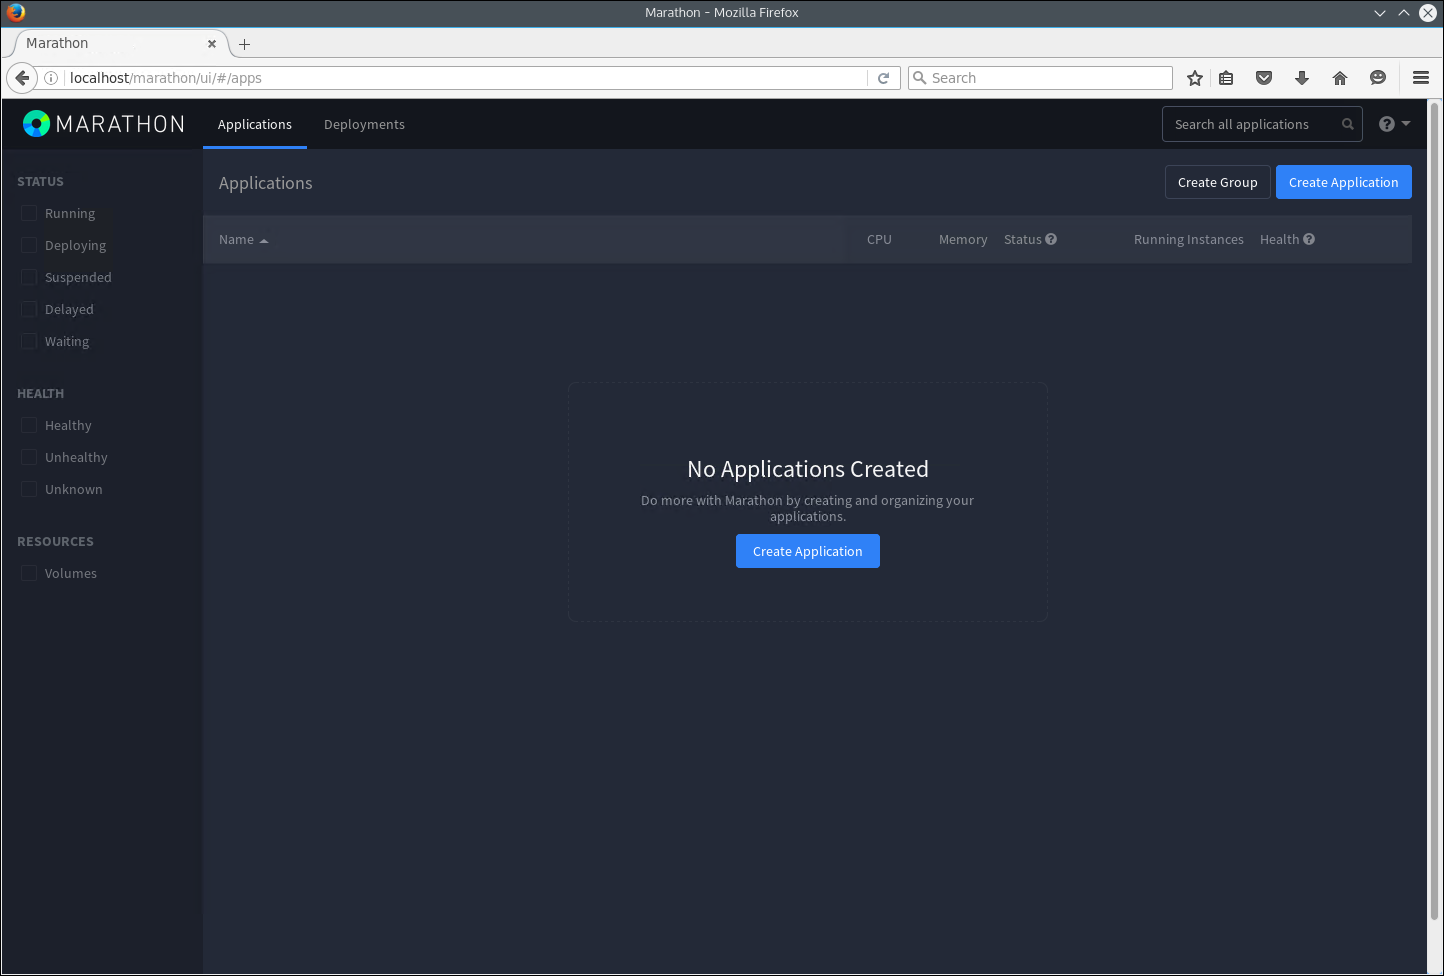 Marathon - Mozilla Firefox
Marathon
localhost/marathon/ui/#/apps
Search
MARATHON
Applications
Deployments
Search all applications
STATUS
Running
Deploying
Suspended
Delayed
Waiting
HEALTH
Healthy
Unhealthy
Unknown
RESOURCES
Volumes
Applications
Create Group
Create Application
Name
CPU
Memory
Status
Running Instances
Health
No Applications Created
Do more with Marathon by creating and organizing your
applications.
Create Application